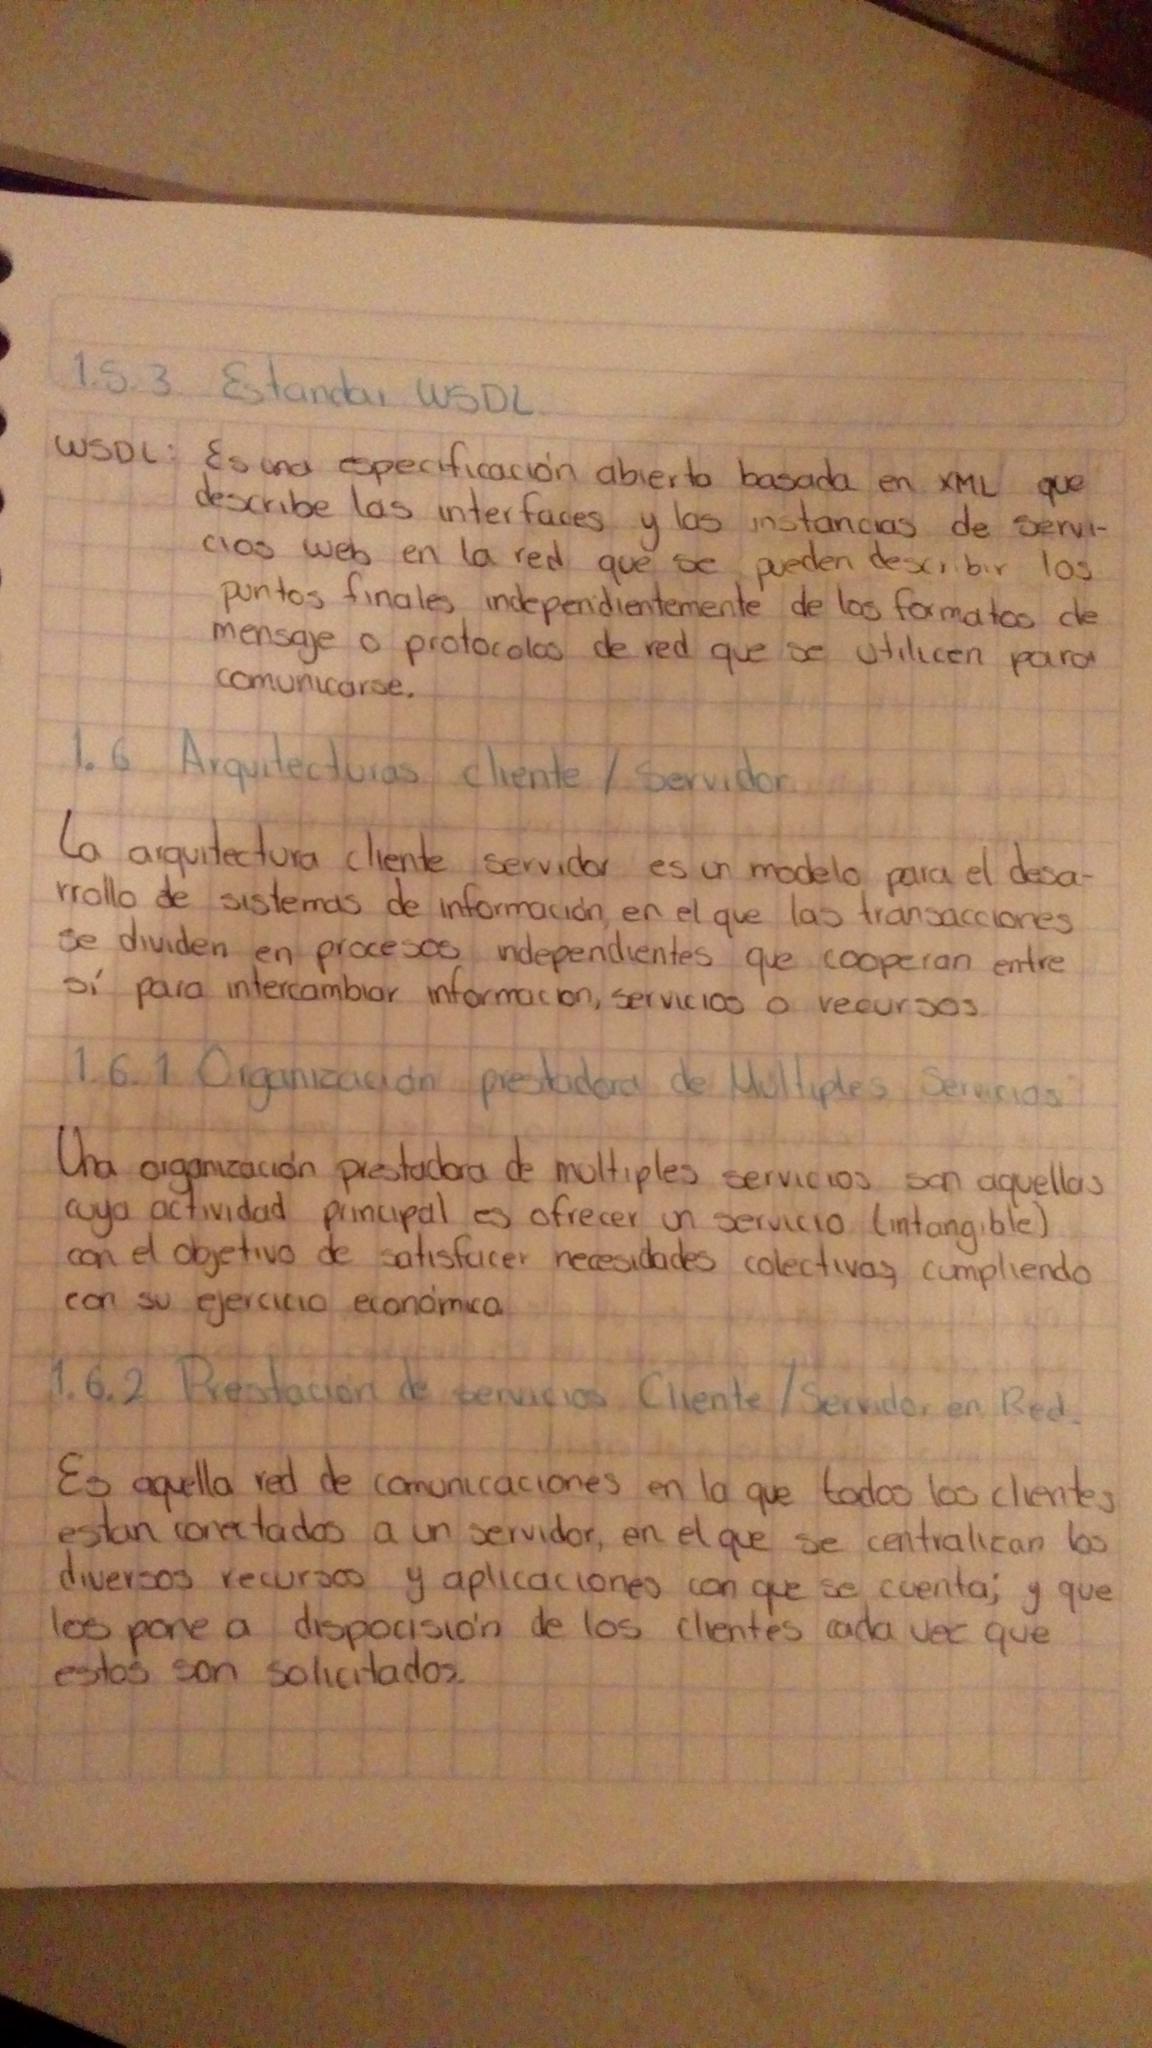 1.5.3 Estandar WSDL
WSDL: Es una especificación abierta basada en XML que
describe las interfaces y las instancias de servi-
cios web en la red que se pueden describir los
puntos finales independientemente de los formatos de
mensaje o protocolos de red que se utilicen para
comunicarse.
1.6 Arquitecturas cliente / Servidor
La arquitectura cliente servidor es un modelo para el desa-
rrollo de sistemas de información en el que las transacciones
se dividen en procesos independientes que cooperan entre
sí para intercambiar informacion, servicios o recursos
1.6.1 Organización prestadora de Multiples Servicios
Una organización prestadora de multiples servicios son aquellas
cuya actividad principal es ofrecer un servicio (intangible)
con el objetivo de satisfacer necesidades colectivas, cumpliendo
con su ejercicio económica
1.6.2 Prestacion de servicios Cliente / Servidor en Red.
Es aquella red de comunicaciones en la que todos los clientes
estan conectados a un servidor, en el que se centralizan los
diversos recursos y aplicaciones con que se cuenta; y que
los pone a dispocisión de los clientes cada vez que
estos son solicitados.